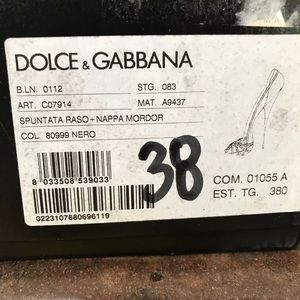 DOLCE & GABBANA
B.LN. 0112 STG. 083
ART. C07914 MAT. A9437
SPUNTATA RASO+NAPPA MORDOR
COL. 80999 NERO
8 033508 539033
38
COM. 01055 A
EST. TG. 380
0223107680696119